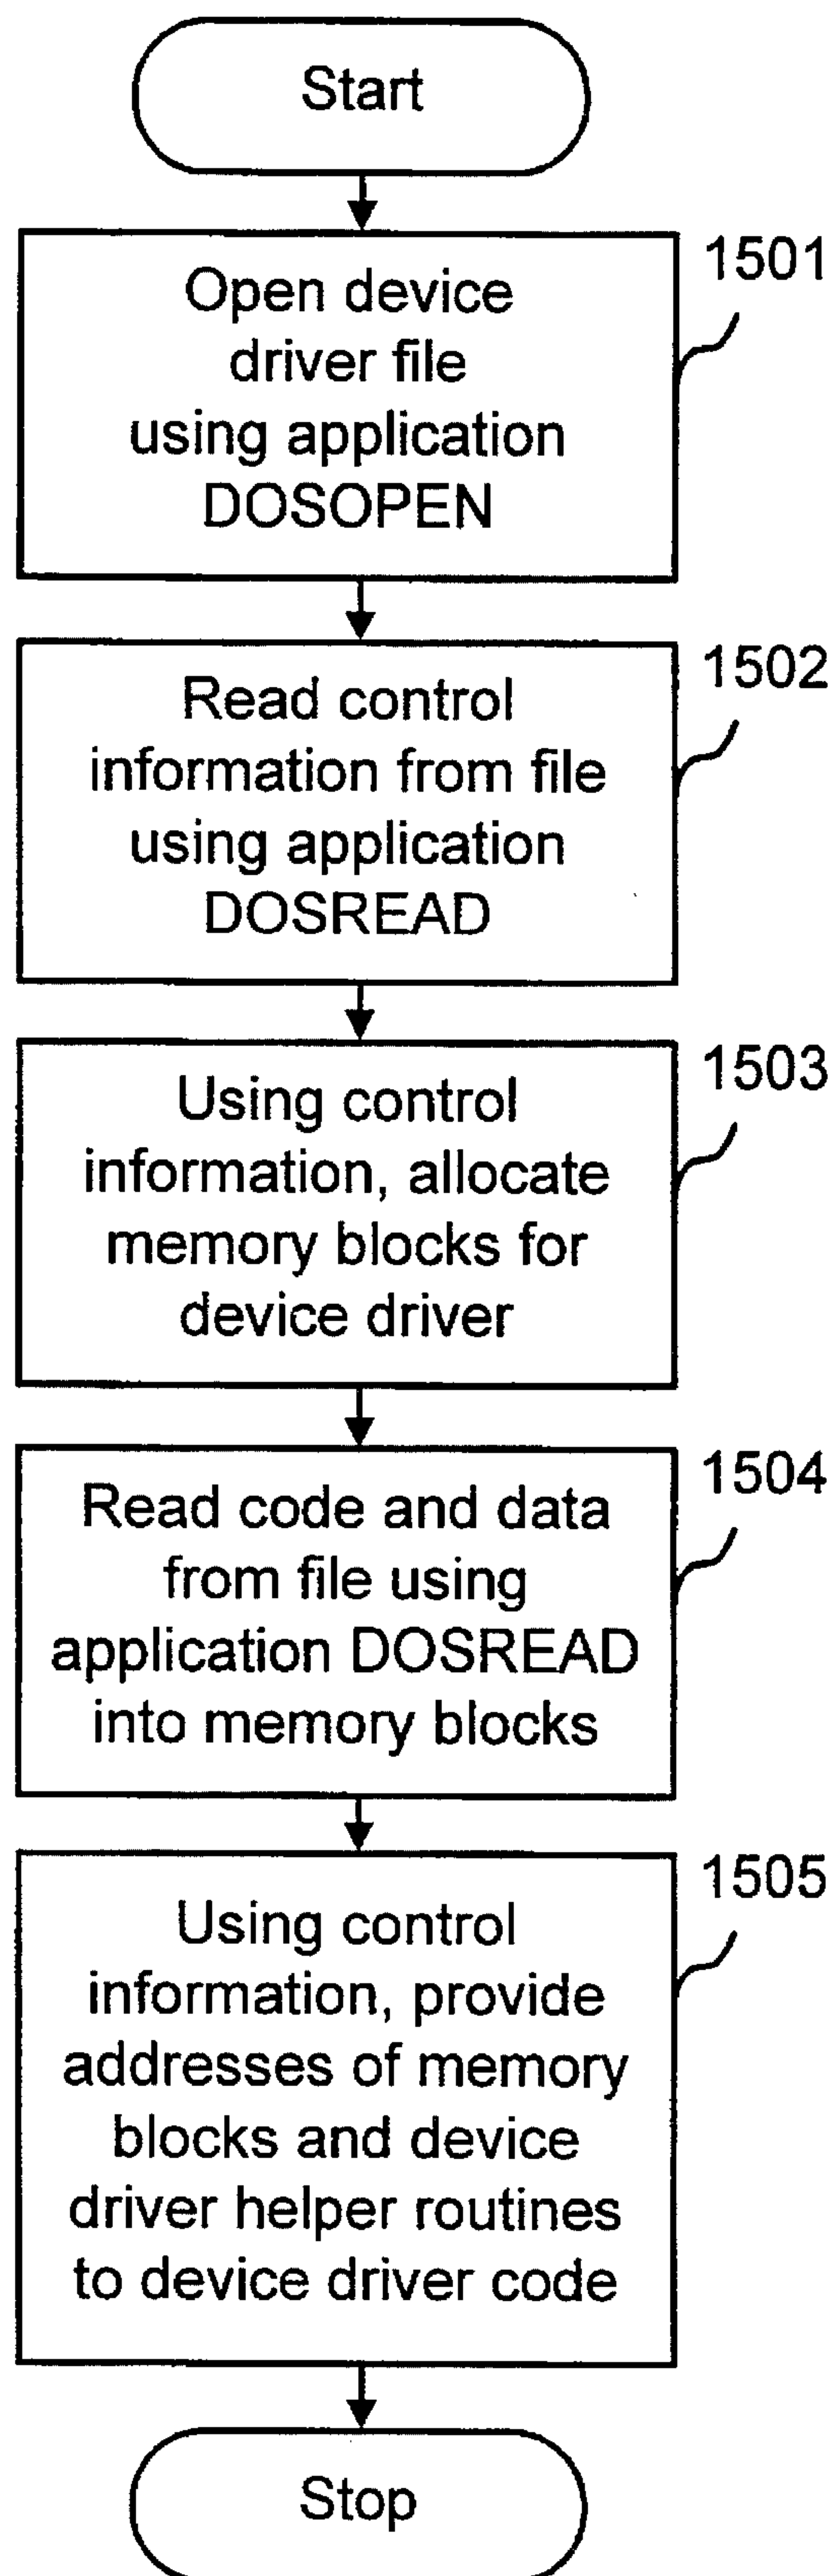 Start
1501
Open device
driver file
using application
DOSOPEN
1502
Read control
information from file
using application
DOSREAD
1503
Using control
information, allocate
memory blocks for
device driver
1504
Read code and data
from file using
application DOSREAD
into memory blocks
1505
Using control
information, provide
addresses of memory
blocks and device
driver helper routines
to device driver code
Stop